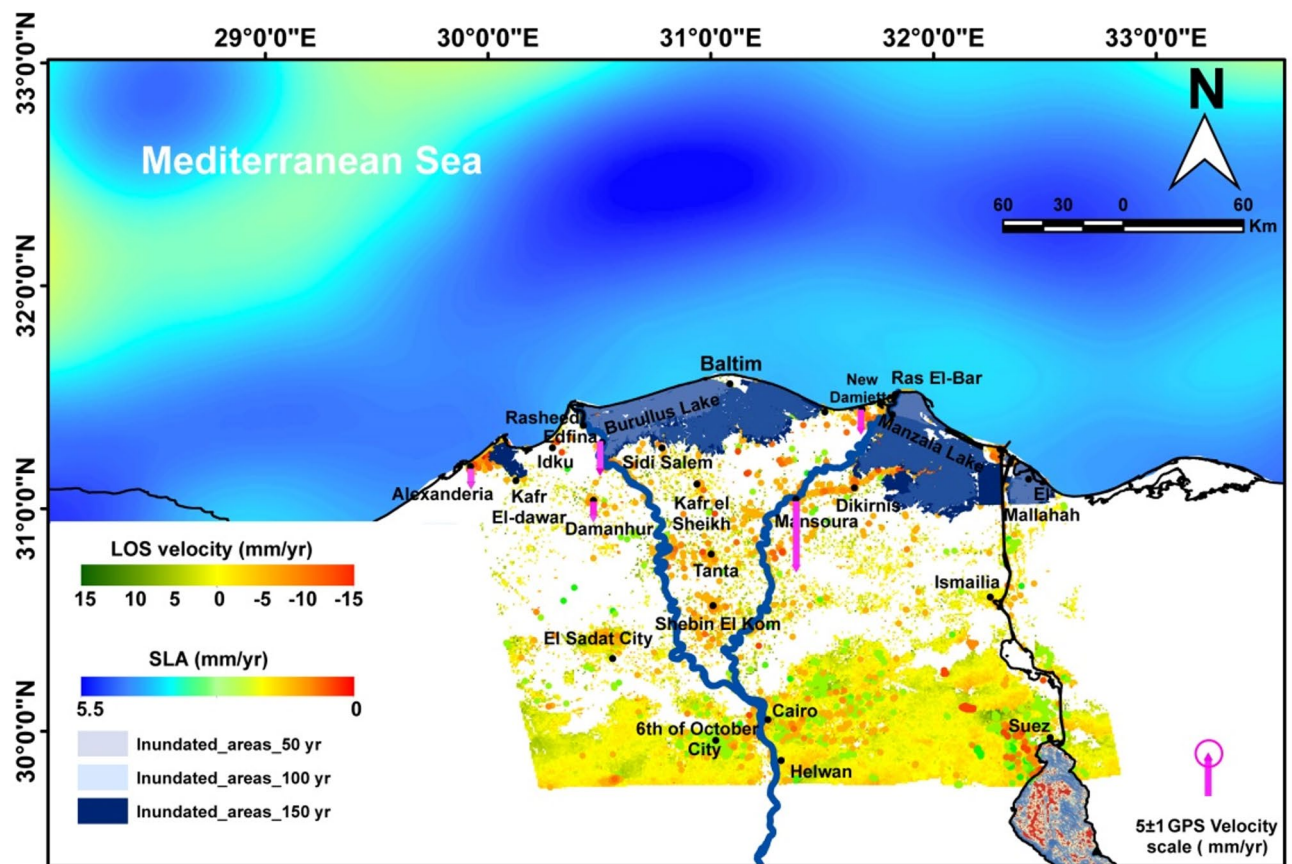 29°0'0"E 30°0'0"E 31°0'0"E 32°0'0"E 33°0'0"E
33°0'0"N
32°0'0"N
31°0'0"N
30°0'0"N
Mediterranean Sea
N
60 30 0 60
Km
Baltim
New
Damietta
Ras El-Bar
Rasheed
Burullus Lake
Edfina
Manzala Lake
Idku
Sidi Salem
Alexanderia
Kafr
El-dawar
Kafr el
Sheikh
Dikirnis
El
Mallahah
Damanhur
Mansoura
Tanta
Ismailia
Shebin El Kom
El Sadat City
Cairo
6th of October
City
Suez
Helwan
LOS velocity (mm/yr)
15 10 5 0 -5 -10 -15
SLA (mm/yr)
5.5 0
Inundated_areas_50 yr
Inundated_areas_100 yr
Inundated_areas_150 yr
5±1 GPS Velocity
scale ( mm/yr)